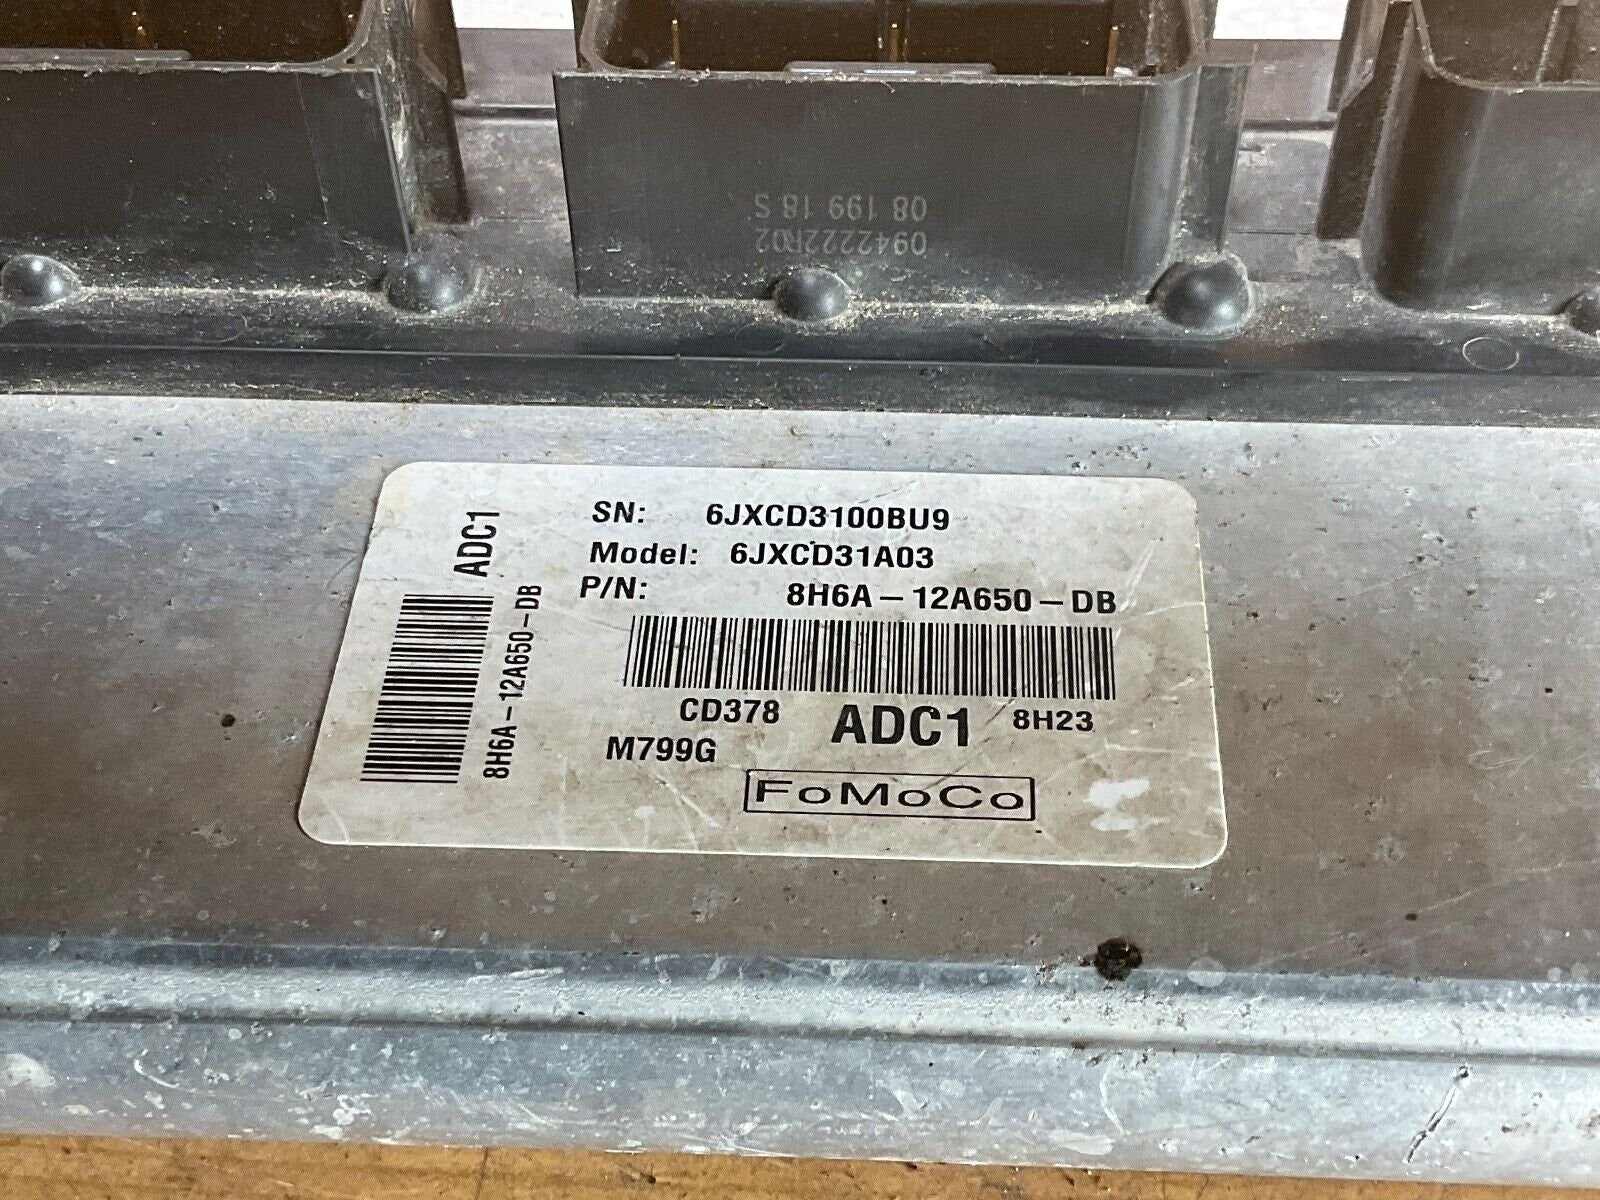 0942222R02
08 199 18 S
SN: 6JXCD3100BU9
Model: 6JXCD31A03
P/N: 8H6A-12A650-DB
CD378 ADC1 8H23
M799G
FoMoCo
ADC1
8H6A-12A650-DB